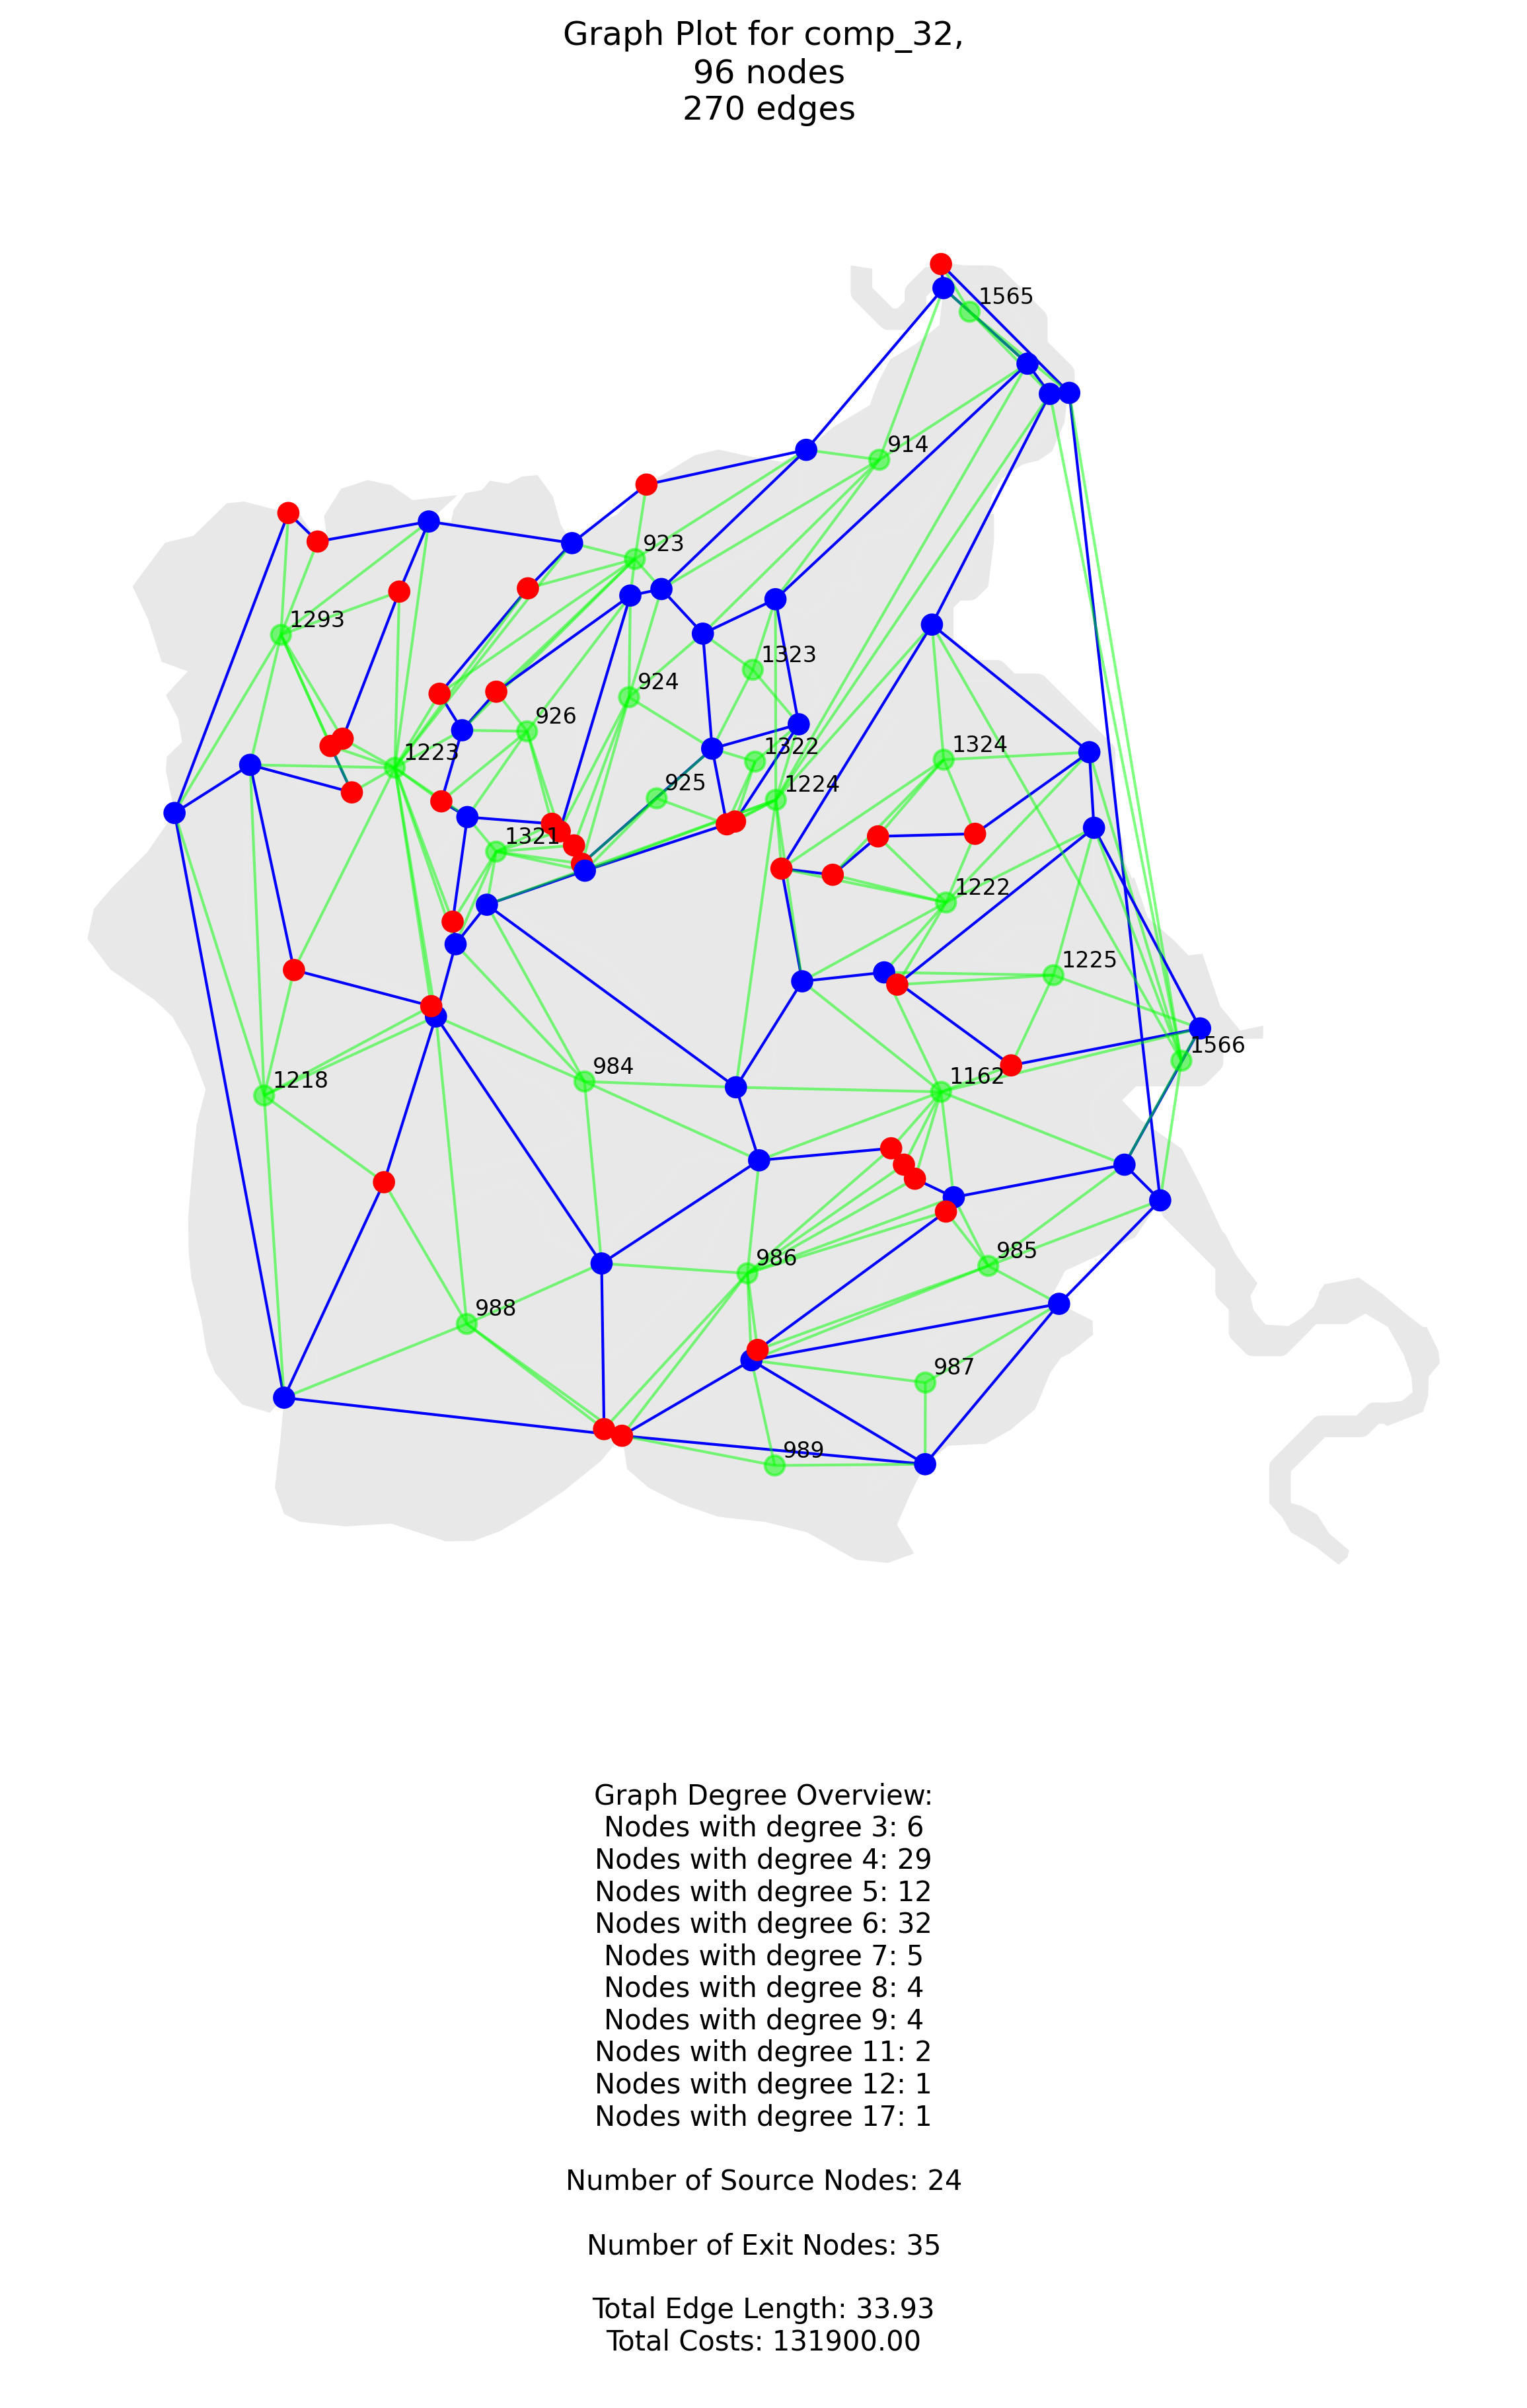 Graph Plot for comp_32,
96 nodes
270 edges
1565
914
923
1293
1323
924
926
1223
1322
1324
925
1224
1321
1222
1225
1566
984
1162
1218
986
985
988
987
989
Graph Degree Overview:
Nodes with degree 3: 6
Nodes with degree 4: 29
Nodes with degree 5: 12
Nodes with degree 6: 32
Nodes with degree 7: 5
Nodes with degree 8: 4
Nodes with degree 9: 4
Nodes with degree 11: 2
Nodes with degree 12: 1
Nodes with degree 17: 1
Number of Source Nodes: 24
Number of Exit Nodes: 35
Total Edge Length: 33.93
Total Costs: 131900.00